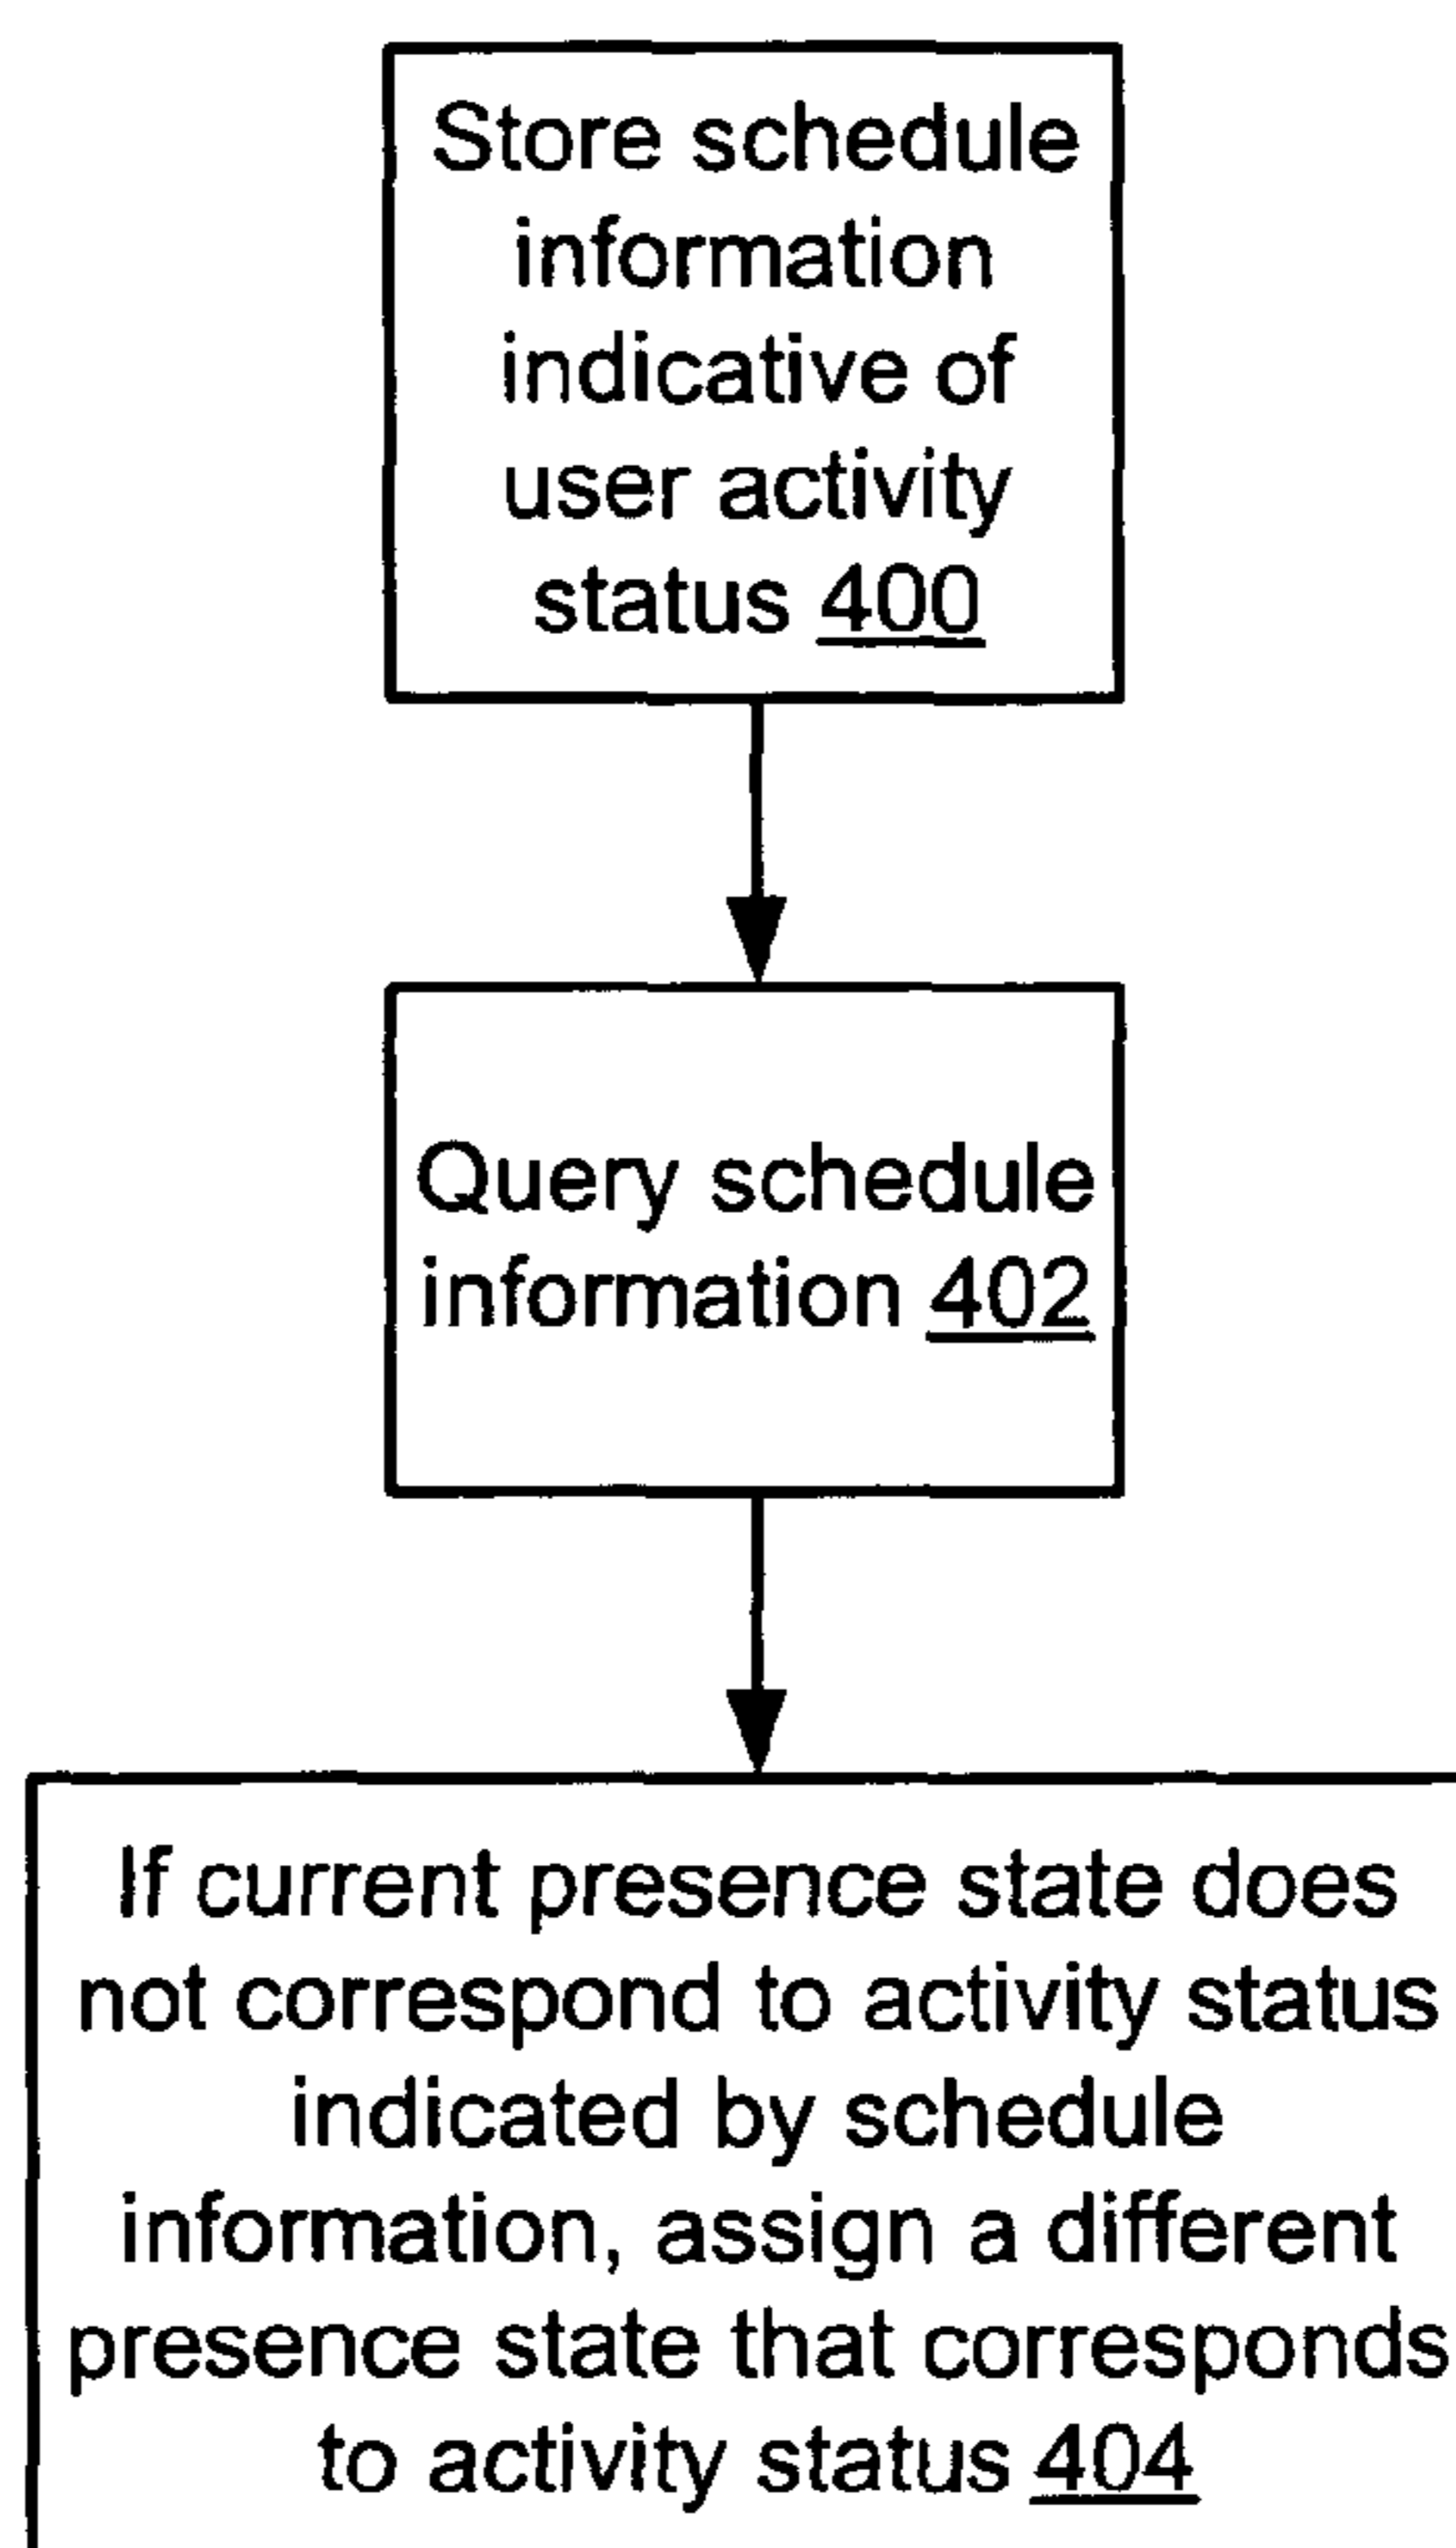 Store schedule
information
indicative of
user activity
status 400
Query schedule
information 402
If current presence state does
not correspond to activity status
indicated by schedule
information, assign a different
presence state that corresponds
to activity status 404